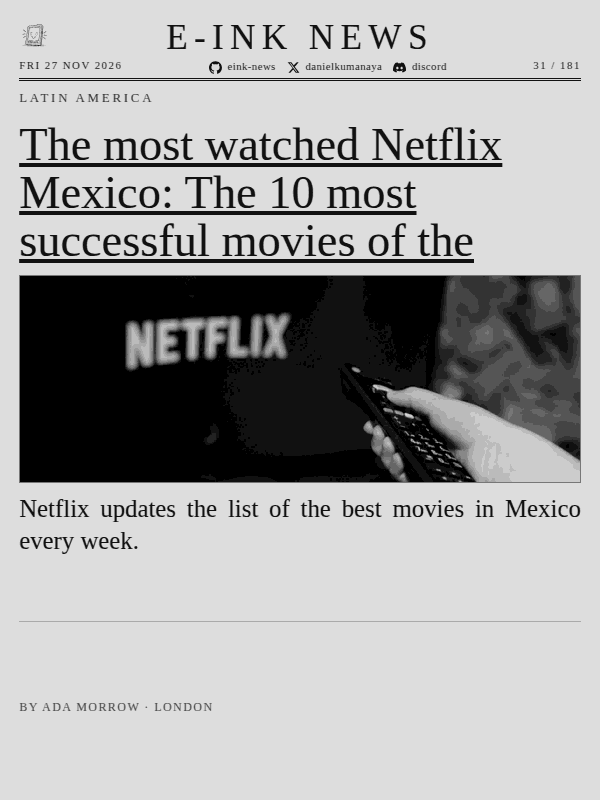 E-INK NEWS
FRI 27 NOV 2026
eink-news danielkumanaya discord
31 / 181
LATIN AMERICA
The most watched Netflix
Mexico: The 10 most
successful movies of the
NETFLIX
Netflix updates the list of the best movies in Mexico
every week.
BY ADA MORROW · LONDON